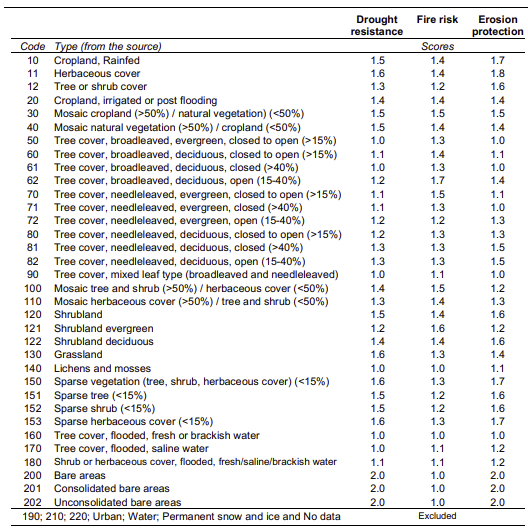 Drought resistance Fire risk Erosion protection
Code Type (from the source) Scores
10 Cropland, Rainfed 1.5 1.4 1.7
11 Herbaceous cover 1.6 1.4 1.8
12 Tree or shrub cover 1.3 1.2 1.6
20 Cropland, irrigated or post flooding 1.4 1.4 1.4
30 Mosaic cropland (>50%) / natural vegetation) (<50%) 1.5 1.5 1.5
40 Mosaic natural vegetation (>50%) / cropland (<50%) 1.5 1.4 1.4
50 Tree cover, broadleaved, evergreen, closed to open (>15%) 1.0 1.3 1.0
60 Tree cover, broadleaved, deciduous, closed to open (>15%) 1.1 1.4 1.1
61 Tree cover, broadleaved, deciduous, closed (>40%) 1.0 1.3 1.0
62 Tree cover, broadleaved, deciduous, open (15-40%) 1.2 1.7 1.4
70 Tree cover, needleleaved, evergreen, closed to open (>15%) 1.1 1.5 1.1
71 Tree cover, needleleaved, evergreen, closed (>40%) 1.1 1.3 1.0
72 Tree cover, needleleaved, evergreen, open (15-40%) 1.2 1.2 1.3
80 Tree cover, needleleaved, deciduous, closed to open (>15%) 1.2 1.3 1.3
81 Tree cover, needleleaved, deciduous, closed (>40%) 1.3 1.3 1.5
82 Tree cover, needleleaved, deciduous, open (15-40%) 1.3 1.3 1.5
90 Tree cover, mixed leaf type (broadleaved and needleleaved) 1.0 1.1 1.0
100 Mosaic tree and shrub (>50%) / herbaceous cover (<50%) 1.4 1.5 1.2
110 Mosaic herbaceous cover (>50%) / tree and shrub (<50%) 1.3 1.4 1.3
120 Shrubland 1.5 1.4 1.6
121 Shrubland evergreen 1.2 1.6 1.2
122 Shrubland deciduous 1.4 1.4 1.6
130 Grassland 1.6 1.3 1.4
140 Lichens and mosses 1.0 1.0 1.1
150 Sparse vegetation (tree, shrub, herbaceous cover) (<15%) 1.6 1.3 1.7
151 Sparse tree (<15%) 1.5 1.2 1.6
152 Sparse shrub (<15%) 1.5 1.2 1.6
153 Sparse herbaceous cover (<15%) 1.6 1.3 1.7
160 Tree cover, flooded, fresh or brackish water 1.0 1.0 1.0
170 Tree cover, flooded, saline water 1.0 1.1 1.2
180 Shrub or herbaceous cover, flooded, fresh/saline/brackish water 1.1 1.1 1.2
200 Bare areas 2.0 1.0 2.0
201 Consolidated bare areas 2.0 1.0 2.0
202 Unconsolidated bare areas 2.0 1.0 2.0
190; 210; 220; Urban; Water; Permanent snow and ice and No data Excluded